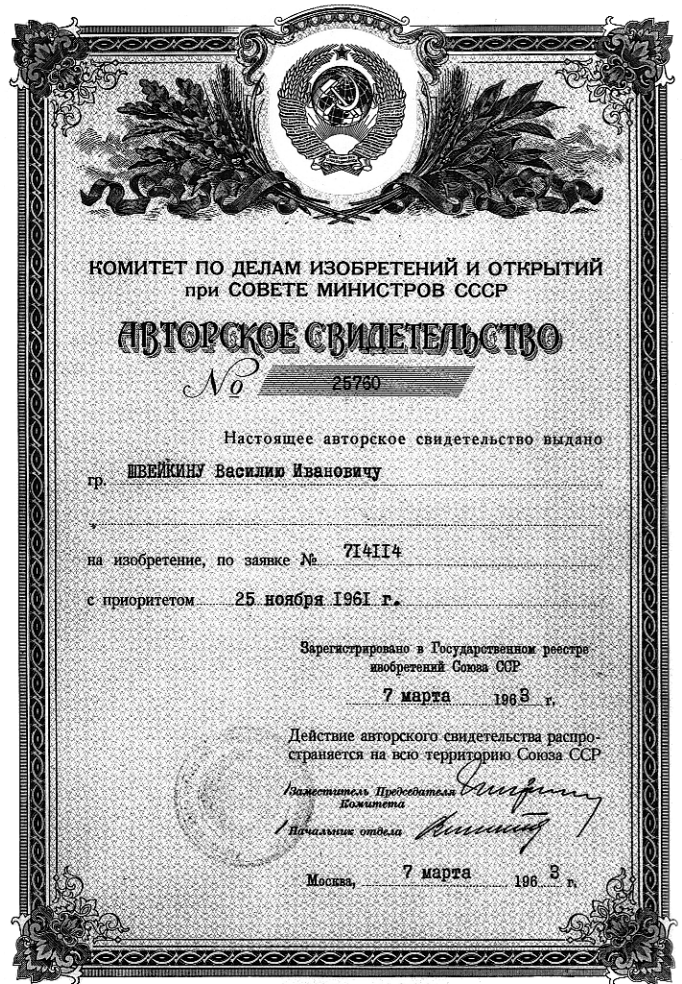 КОМИТЕТ ПО ДЕЛАМ ИЗОБРЕТЕНИЙ И ОТКРЫТИЙ
при СОВЕТЕ МИНИСТРОВ СССР
АВТОРСКОЕ СВИДЕТЕЛЬСТВО
№ 25760
Настоящее авторское свидетельство выдано
гр. ШВЕЙКИНУ Василию Ивановичу
на изобретение, по заявке № 714114
с приоритетом 25 ноября 1961 г.
Зарегистрировано в Государственном реестре
изобретений Союза ССР
7 марта 1963 г.
Действие авторского свидетельства распро-
страняется на всю территорию Союза ССР
Заместитель Председателя
Комитета
Начальник отдела
Москва, 7 марта 1963 г.